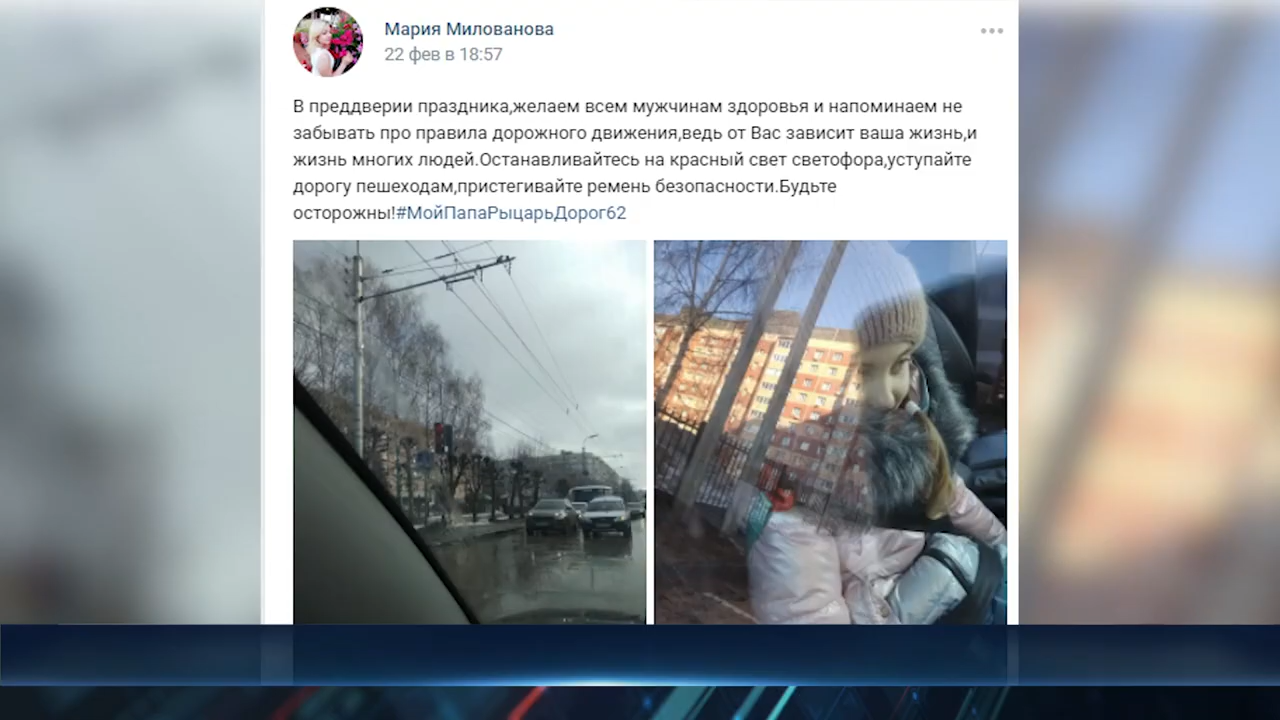 Мария Милованова
22 фев в 18:57
В преддверии праздника,желаем всем мужчинам здоровья и напоминаем не
забывать про правила дорожного движения,ведь от Вас зависит ваша жизнь,и
жизнь многих людей.Останавливайтесь на красный свет светофора,уступайте
дорогу пешеходам,пристегивайте ремень безопасности.Будьте
осторожны!#МойПапаРыцарьДорог62